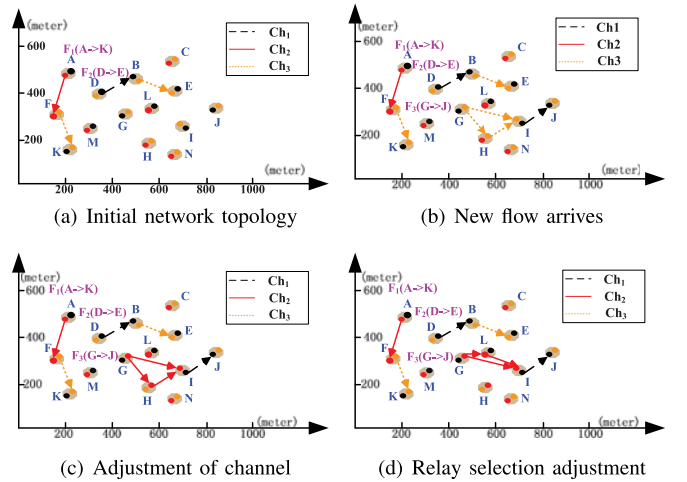 (meter)
600
400
200
200 400 600 800 1000
(meter)
F₁(A->K)
F₂(D->E)
A
B
C
D
E
F
L
G
J
M
I
K
H
N
Ch₁
Ch₂
Ch₃
(a) Initial network topology
(meter)
600
400
200
200 400 600 800 1000
(meter)
F₁(A->K)
F₂(D->E)
F₃(G->J)
A
B
C
D
E
F
L
G
J
M
I
K
H
N
Ch1
Ch2
Ch3
(b) New flow arrives
(meter)
600
400
200
200 400 600 800 1000
(meter)
F₁(A->K)
F₂(D->E)
F₃(G->J)
A
B
C
D
E
F
L
G
J
M
I
K
H
N
Ch₁
Ch₂
Ch₃
(c) Adjustment of channel
(meter)
600
400
200
200 400 600 800 1000
(meter)
F₁(A->K)
F₂(D->E)
F₃(G->J)
A
B
C
D
E
F
L
G
J
M
I
K
H
N
Ch₁
Ch₂
Ch₃
(d) Relay selection adjustment